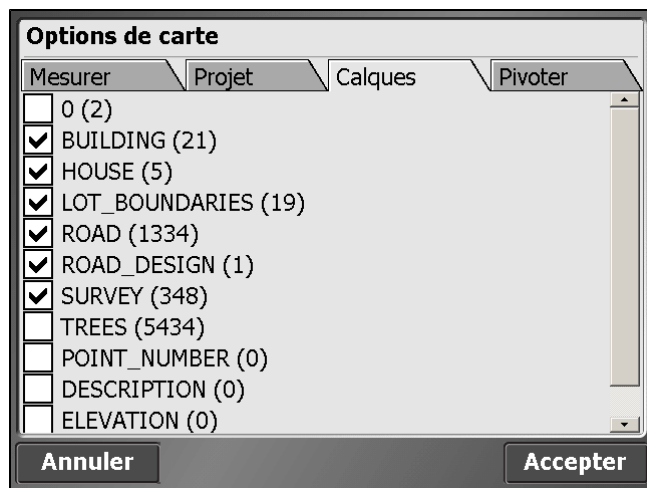 Options de carte
Mesurer Projet Calques Pivoter
0 (2)
BUILDING (21)
HOUSE (5)
LOT_BOUNDARIES (19)
ROAD (1334)
ROAD_DESIGN (1)
SURVEY (348)
TREES (5434)
POINT_NUMBER (0)
DESCRIPTION (0)
ELEVATION (0)
Annuler Accepter